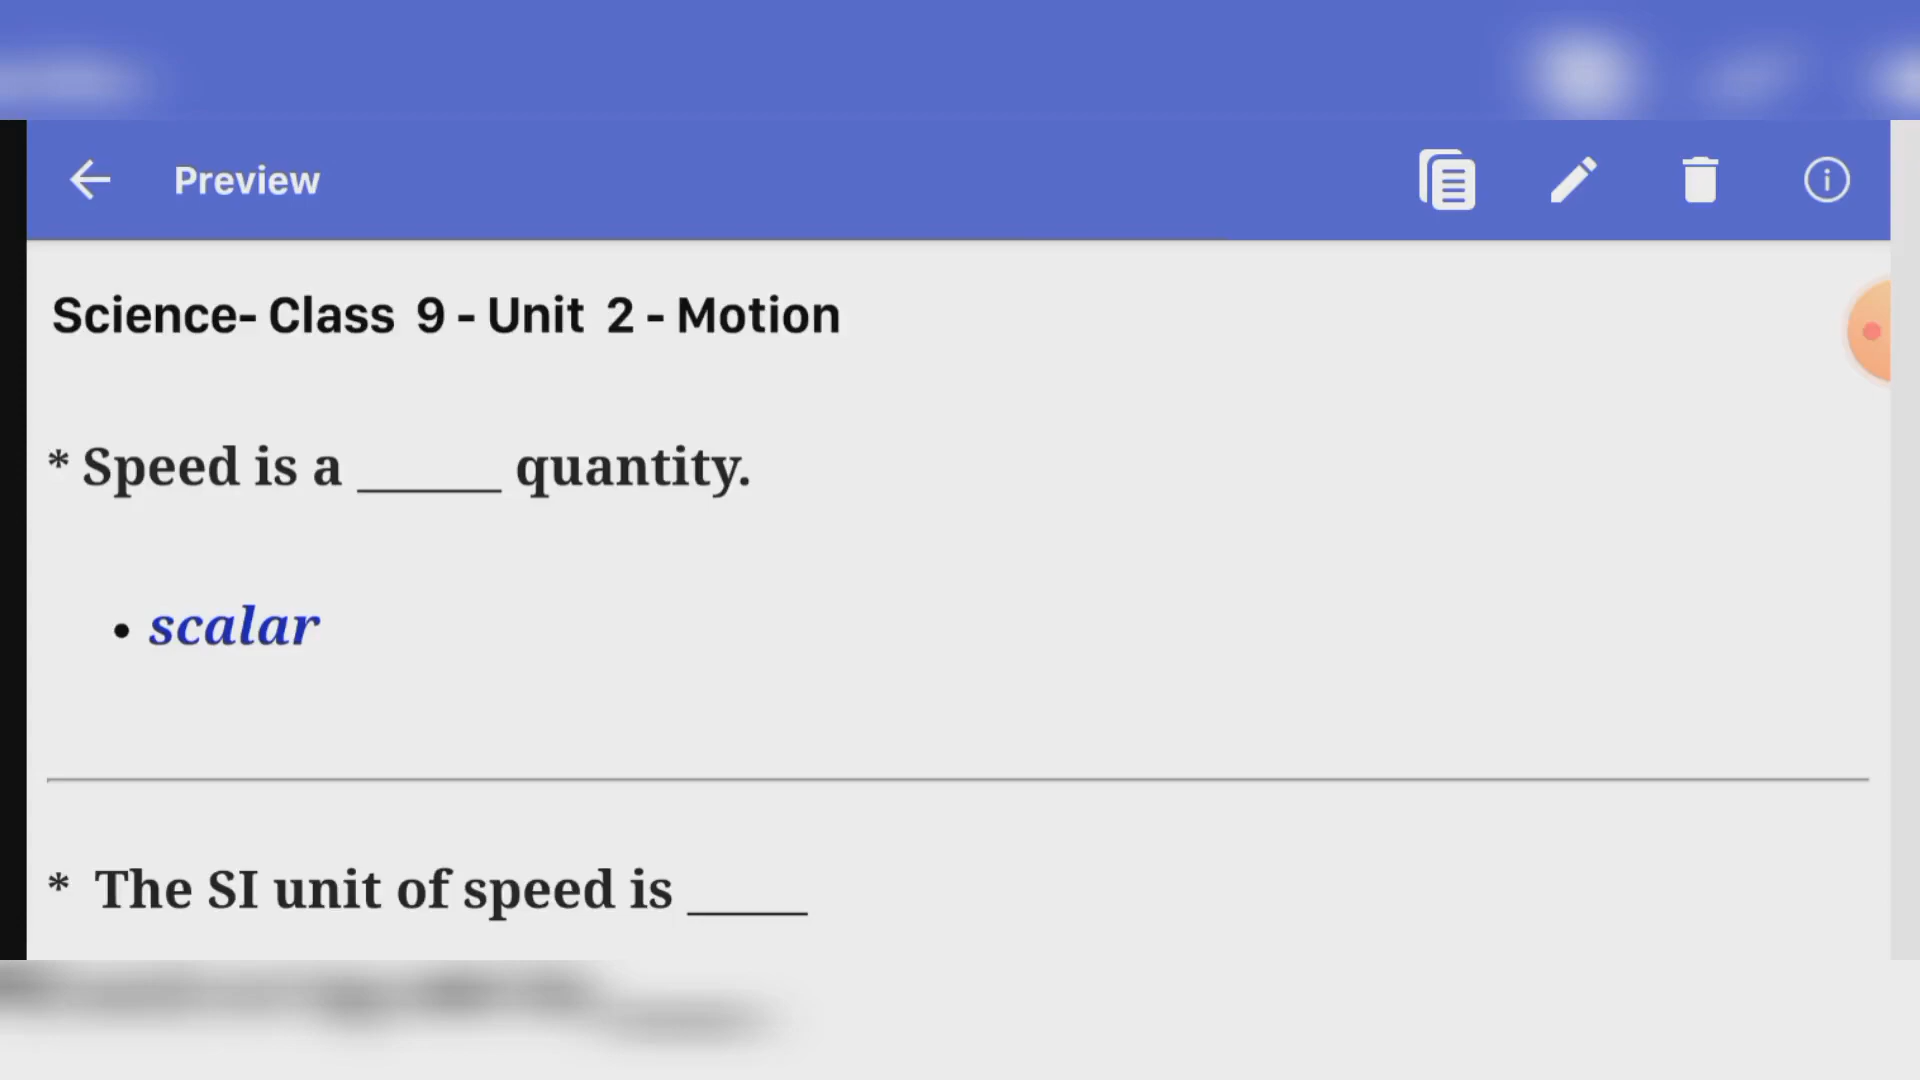 Preview
Science- Class 9 - Unit 2 - Motion
* Speed is a ______ quantity.
• scalar
* The SI unit of speed is _____